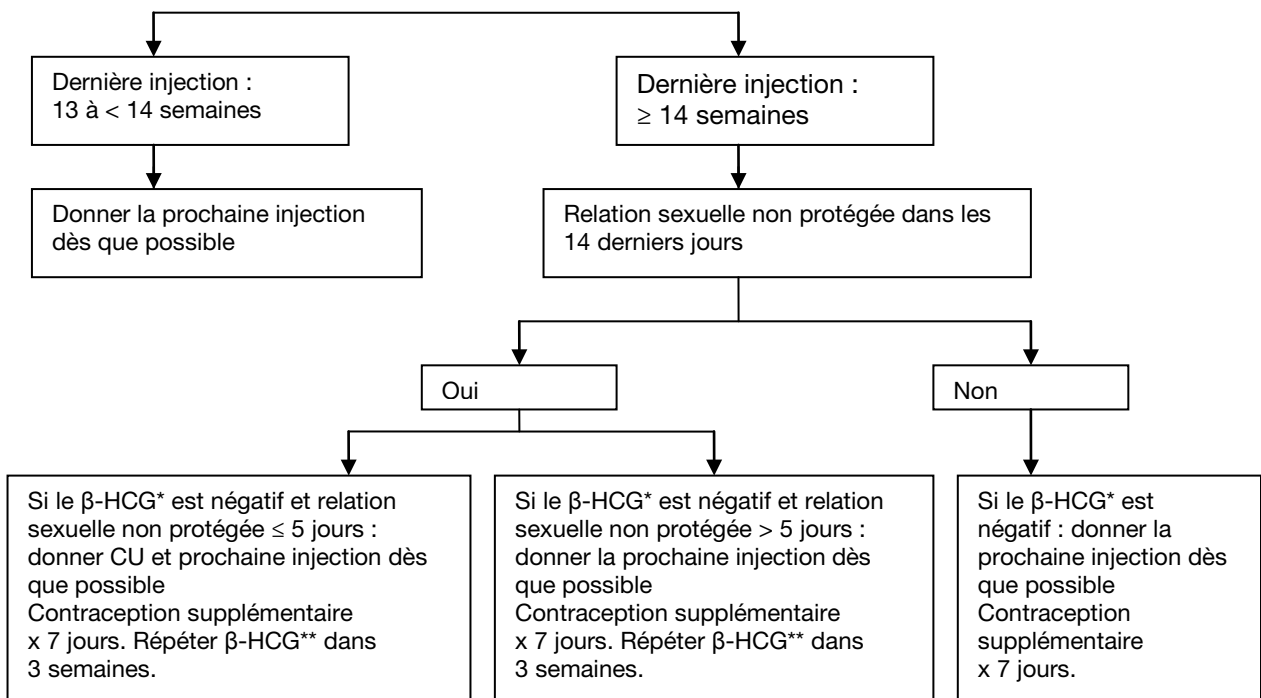 Dernière injection :
13 à < 14 semaines
Dernière injection :
≥ 14 semaines
Donner la prochaine injection
dès que possible
Relation sexuelle non protégée dans les
14 derniers jours
Oui
Non
Si le β-HCG* est négatif et relation
sexuelle non protégée ≤ 5 jours :
donner CU et prochaine injection dès
que possible
Contraception supplémentaire
x 7 jours. Répéter β-HCG** dans
3 semaines.
Si le β-HCG* est négatif et relation
sexuelle non protégée > 5 jours :
donner la prochaine injection dès
que possible
Contraception supplémentaire
x 7 jours. Répéter β-HCG** dans
3 semaines.
Si le β-HCG* est
négatif : donner la
prochaine injection dès
que possible
Contraception
supplémentaire
x 7 jours.